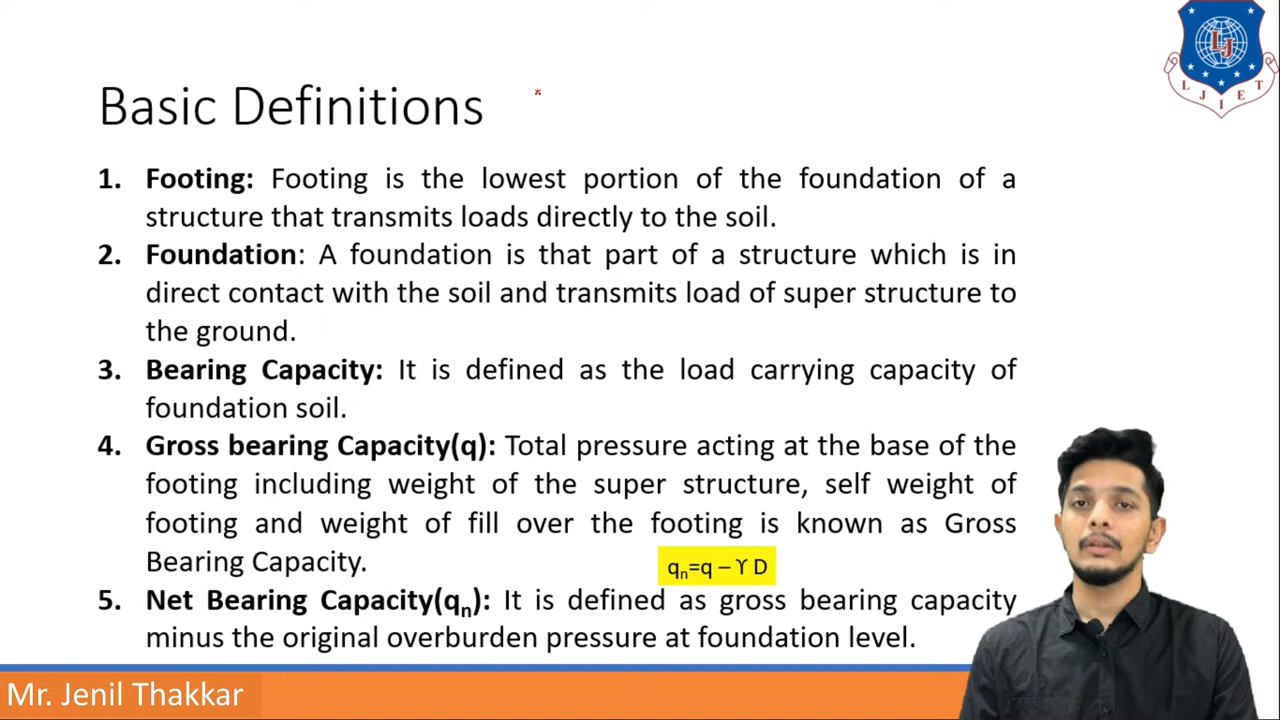 Basic Definitions
1. Footing: Footing is the lowest portion of the foundation of a
structure that transmits loads directly to the soil.
2. Foundation: A foundation is that part of a structure which is in
direct contact with the soil and transmits load of super structure to
the ground.
3. Bearing Capacity: It is defined as the load carrying capacity of
foundation soil.
4. Gross bearing Capacity(q): Total pressure acting at the base of the
footing including weight of the super structure, self weight of
footing and weight of fill over the footing is known as Gross
Bearing Capacity.
qn=q – ϒ D
5. Net Bearing Capacity(qn): It is defined as gross bearing capacity
minus the original overburden pressure at foundation level.
Mr. Jenil Thakkar
LJ
L J I E T